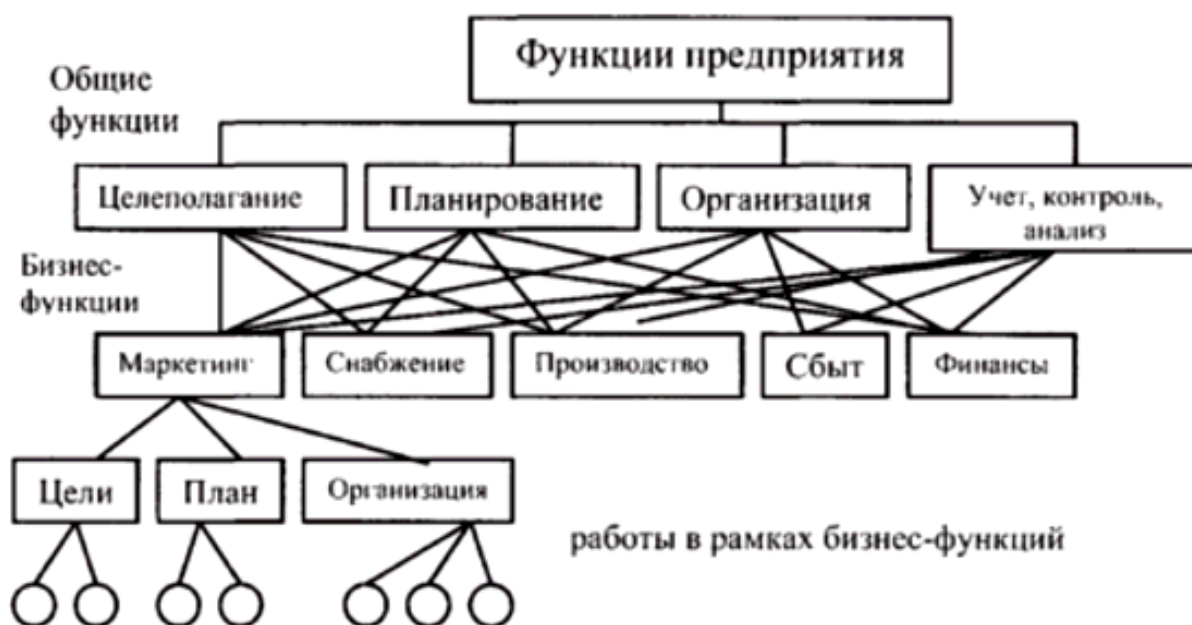 Функции предприятия
Общие
функции
Целеполагание
Планирование
Организация
Учет, контроль,
анализ
Бизнес-
функции
Маркетинг
Снабжение
Производство
Сбыт
Финансы
Цели
План
Организация
работы в рамках бизнес-функций